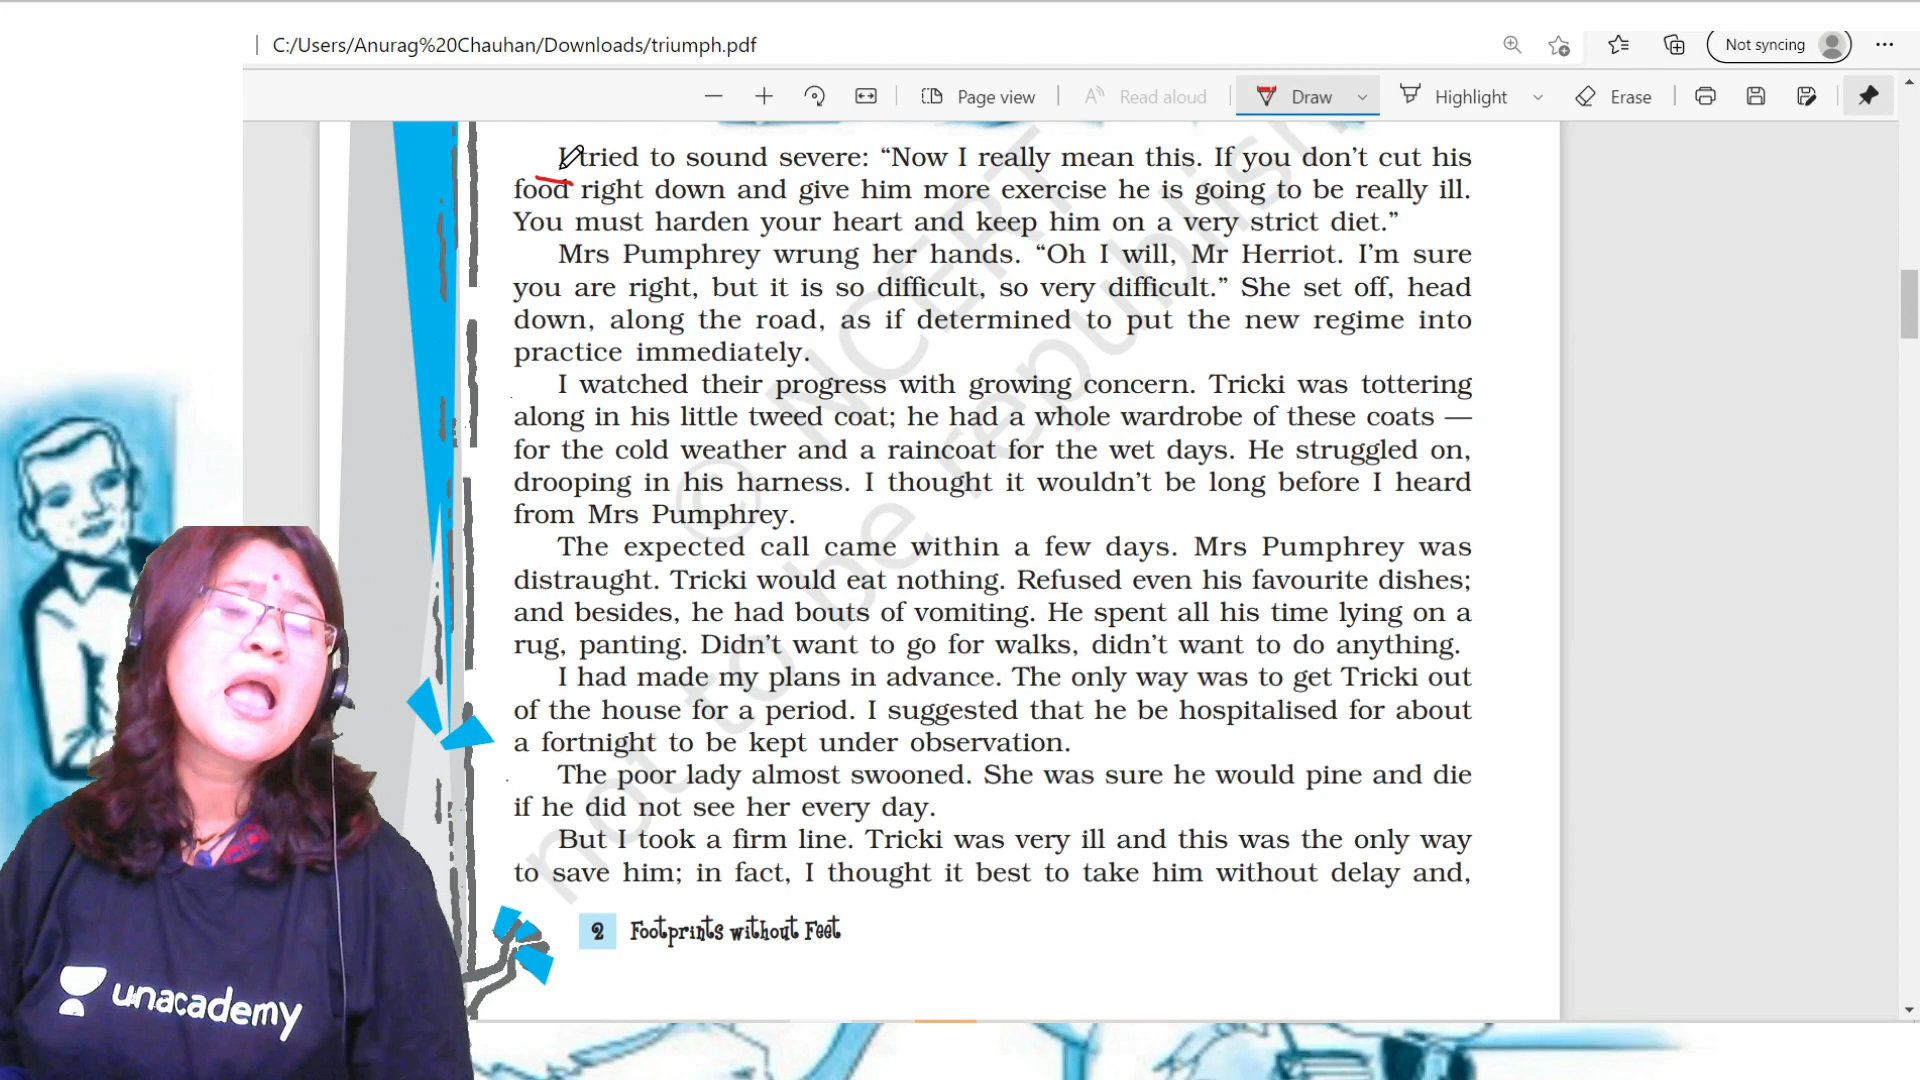 C:/Users/Anurag%20Chauhan/Downloads/triumph.pdf
Not syncing
Page view
Read aloud
Draw
Highlight
Erase
I tried to sound severe: “Now I really mean this. If you don’t cut his
food right down and give him more exercise he is going to be really ill.
You must harden your heart and keep him on a very strict diet.”
Mrs Pumphrey wrung her hands. “Oh I will, Mr Herriot. I’m sure
you are right, but it is so difficult, so very difficult.” She set off, head
down, along the road, as if determined to put the new regime into
practice immediately.
I watched their progress with growing concern. Tricki was tottering
along in his little tweed coat; he had a whole wardrobe of these coats —
for the cold weather and a raincoat for the wet days. He struggled on,
drooping in his harness. I thought it wouldn’t be long before I heard
from Mrs Pumphrey.
The expected call came within a few days. Mrs Pumphrey was
distraught. Tricki would eat nothing. Refused even his favourite dishes;
and besides, he had bouts of vomiting. He spent all his time lying on a
rug, panting. Didn’t want to go for walks, didn’t want to do anything.
I had made my plans in advance. The only way was to get Tricki out
of the house for a period. I suggested that he be hospitalised for about
a fortnight to be kept under observation.
The poor lady almost swooned. She was sure he would pine and die
if he did not see her every day.
But I took a firm line. Tricki was very ill and this was the only way
to save him; in fact, I thought it best to take him without delay and,
2 Footprints without Feet
© NCERT
not to be republish
unacademy